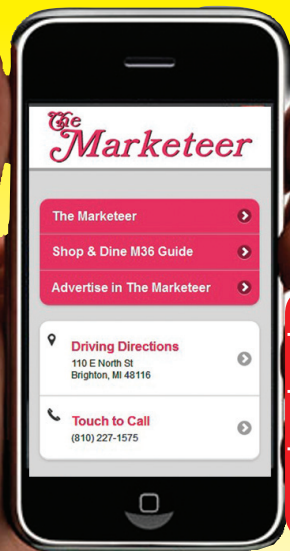 The
Marketeer
The Marketeer
Shop & Dine M36 Guide
Advertise in The Marketeer
Driving Directions
110 E North St
Brighton, MI 48116
Touch to Call
(810) 227-1575